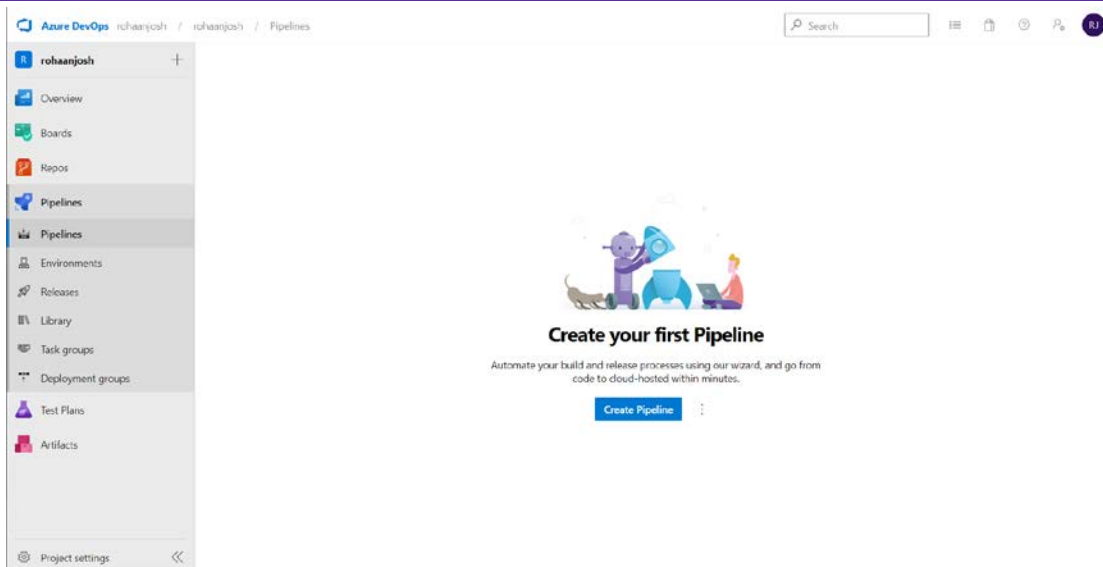 Azure DevOps rohaanjosh / rohaanjosh / Pipelines
Search
RJ
R rohaanjosh
Overview
Boards
Repos
Pipelines
Pipelines
Environments
Releases
Library
Task groups
Deployment groups
Test Plans
Artifacts
Project settings
Create your first Pipeline
Automate your build and release processes using our wizard, and go from
code to cloud-hosted within minutes.
Create Pipeline